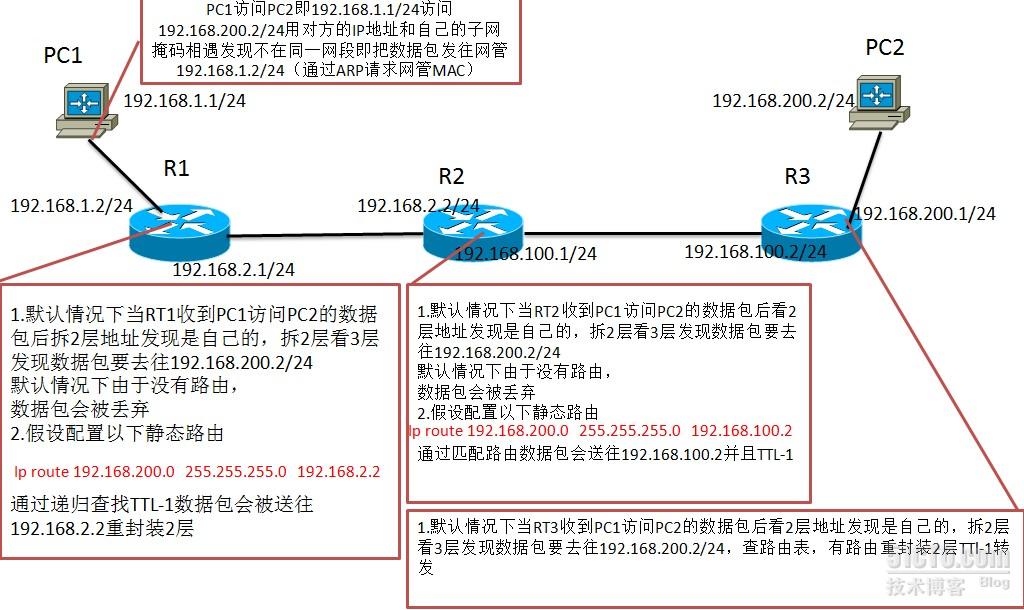 PC1访问PC2即192.168.1.1/24访问
192.168.200.2/24用对方的IP地址和自己的子网
掩码相遇发现不在同一网段即把数据包发往网管
192.168.1.2/24（通过ARP请求网管MAC）
PC1
PC2
192.168.1.1/24
192.168.200.2/24
R1
R2
R3
192.168.1.2/24
192.168.2.2/24
192.168.200.1/24
192.168.100.1/24
192.168.100.2/24
192.168.2.1/24
1.默认情况下当RT1收到PC1访问PC2的数据
包后拆2层地址发现是自己的，拆2层看3层
发现数据包要去往192.168.200.2/24
默认情况下由于没有路由，
数据包会被丢弃
2.假设配置以下静态路由
Ip route 192.168.200.0 255.255.255.0 192.168.2.2
通过递归查找TTL-1数据包会被送往
192.168.2.2重封装2层
1.默认情况下当RT2收到PC1访问PC2的数据包后看2
层地址发现是自己的，拆2层看3层发现数据包要去
往192.168.200.2/24
默认情况下由于没有路由，
数据包会被丢弃
2.假设配置以下静态路由
Ip route 192.168.200.0 255.255.255.0 192.168.100.2
通过匹配路由数据包会送往192.168.100.2并且TTL-1
1.默认情况下当RT3收到PC1访问PC2的数据包后看2层地址发现是自己的，拆2层
看3层发现数据包要去往192.168.200.2/24，查路由表，有路由重封装2层TTl-1转
发
51CTO.com
技术博客 Blog